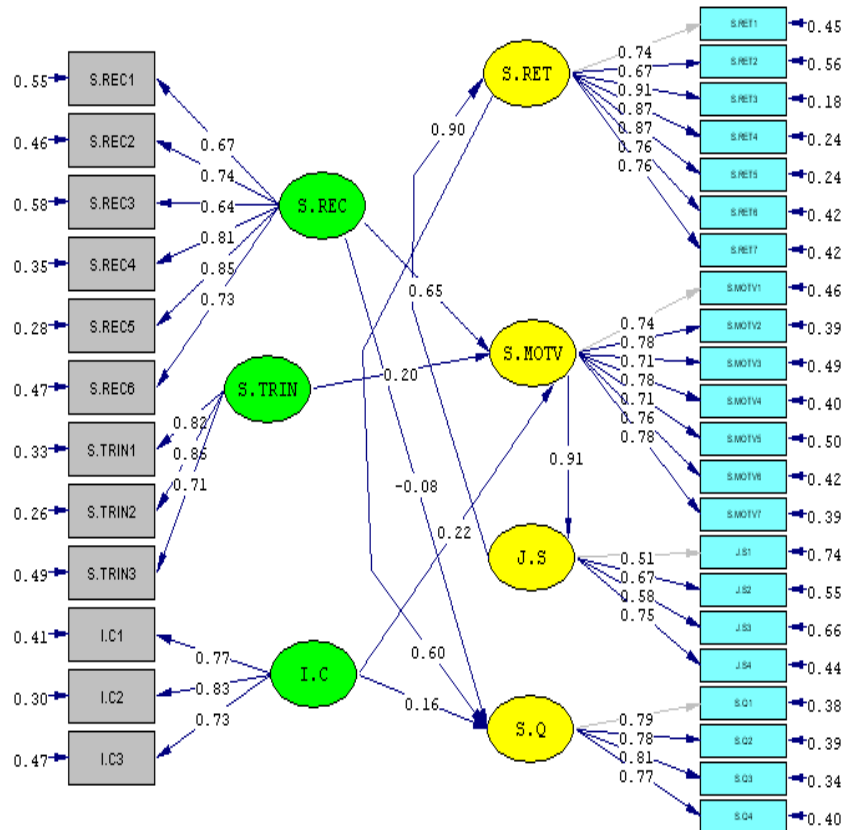 0.55 S.REC1
0.46 S.REC2
0.58 S.REC3
0.35 S.REC4
0.28 S.REC5
0.47 S.REC6
0.33 S.TRIN1
0.26 S.TRIN2
0.49 S.TRIN3
0.41 I.C1
0.30 I.C2
0.47 I.C3
0.67
0.74
0.64
0.81
0.85
0.73
0.82
0.86
0.71
0.77
0.83
0.73
S.REC
S.TRIN
I.C
0.90
0.65
0.20
-0.08
0.22
0.91
0.60
0.16
S.RET
S.MOTV
J.S
S.Q
0.74
0.67
0.91
0.87
0.87
0.76
0.76
0.74
0.78
0.71
0.78
0.71
0.76
0.78
0.51
0.67
0.58
0.75
0.79
0.78
0.81
0.77
S.RET1 0.45
S.RET2 0.56
S.RET3 0.18
S.RET4 0.24
S.RET5 0.24
S.RET6 0.42
S.RET7 0.42
S.MOTV1 0.46
S.MOTV2 0.39
S.MOTV3 0.49
S.MOTV4 0.40
S.MOTV5 0.50
S.MOTV6 0.42
S.MOTV7 0.39
J.S1 0.74
J.S2 0.55
J.S3 0.66
J.S4 0.44
S.Q1 0.38
S.Q2 0.39
S.Q3 0.34
S.Q4 0.40